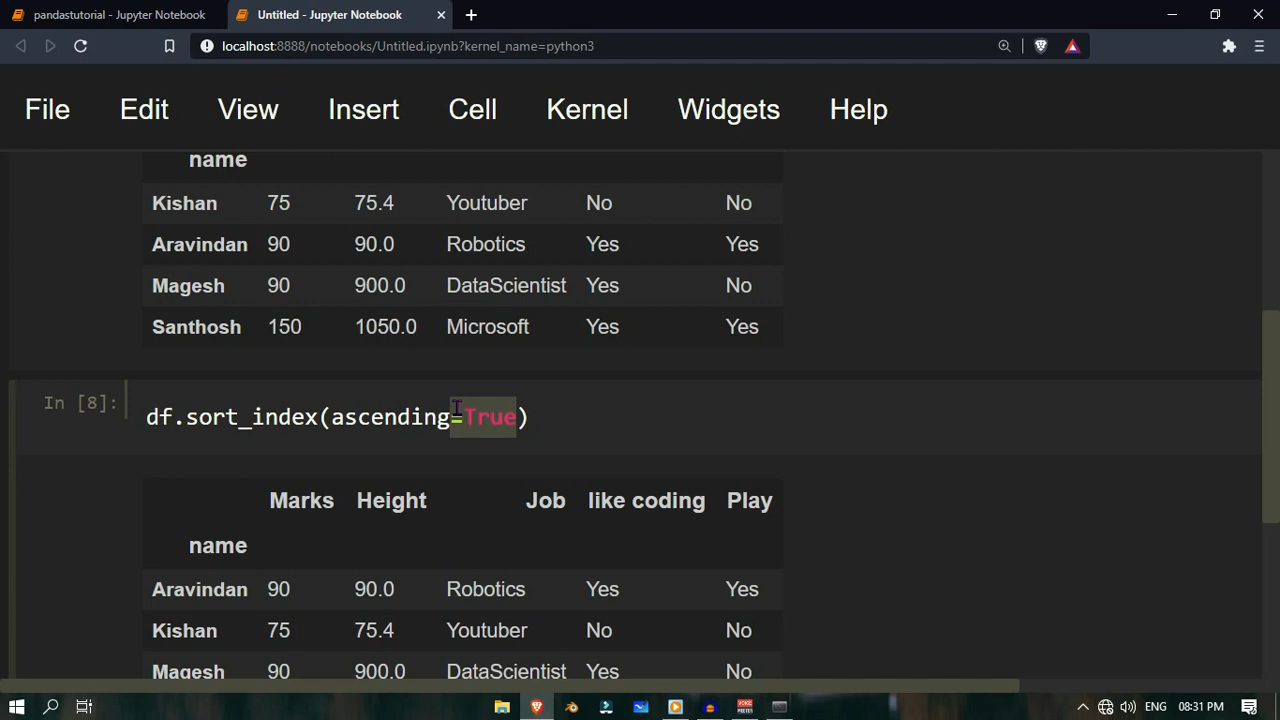 pandastutorial - Jupyter Notebook
Untitled - Jupyter Notebook
localhost:8888/notebooks/Untitled.ipynb?kernel_name=python3
File Edit View Insert Cell Kernel Widgets Help
name
Kishan 75 75.4 Youtuber No No
Aravindan 90 90.0 Robotics Yes Yes
Magesh 90 900.0 DataScientist Yes No
Santhosh 150 1050.0 Microsoft Yes Yes
In [8]:
df.sort_index(ascending=True)
Marks Height Job like coding Play
name
Aravindan 90 90.0 Robotics Yes Yes
Kishan 75 75.4 Youtuber No No
Magesh 90 900.0 DataScientist Yes No
ENG 08:31 PM